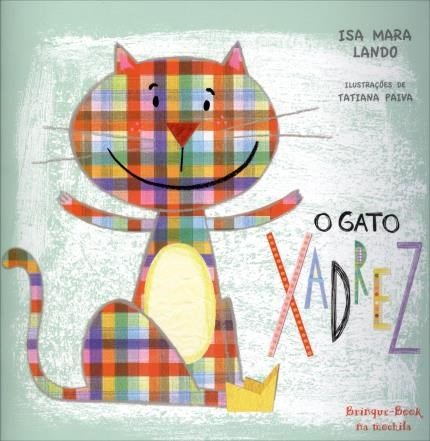 ISA MARA
LANDO
ILUSTRAÇÕES DE
TATIANA PAIVA
O GATO
XADREZ
Brinque-Book
na mochila